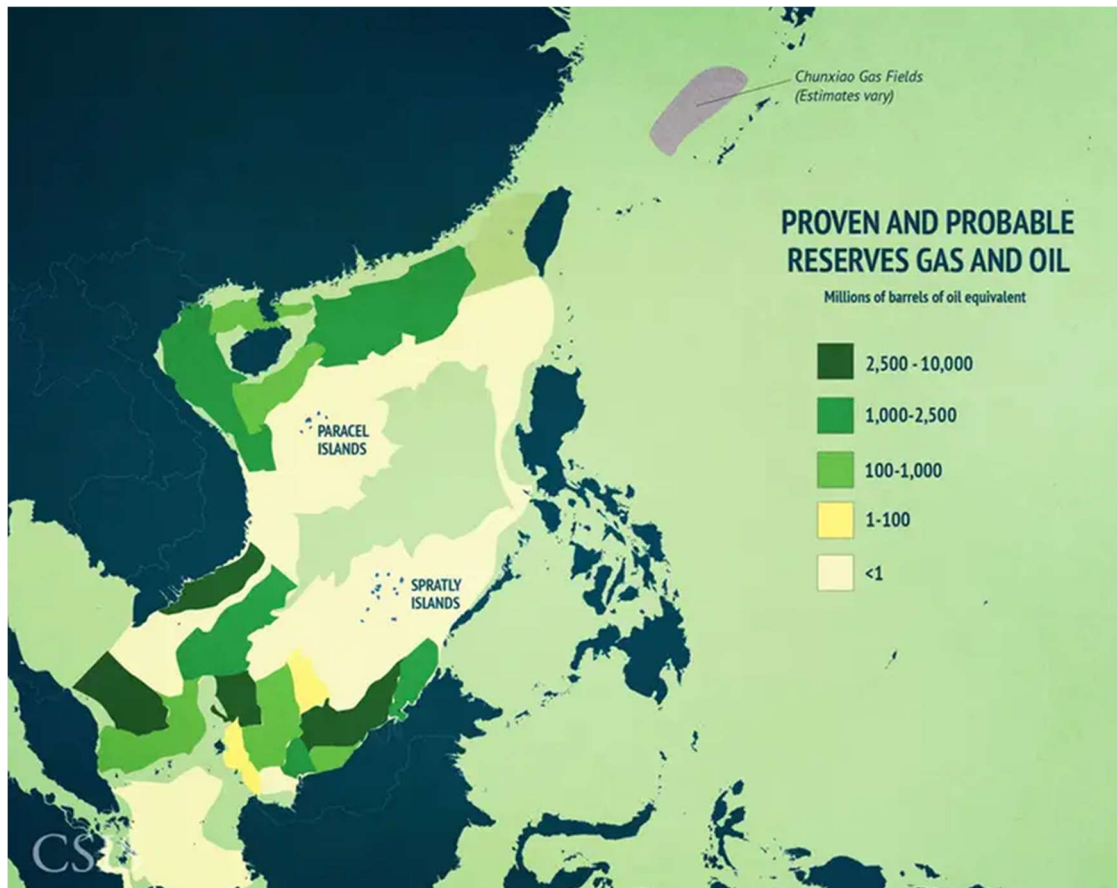 Chunxiao Gas Fields
(Estimates vary)
PROVEN AND PROBABLE
RESERVES GAS AND OIL
Millions of barrels of oil equivalent
2,500 - 10,000
1,000-2,500
100-1,000
1-100
<1
PARACEL
ISLANDS
SPRATLY
ISLANDS